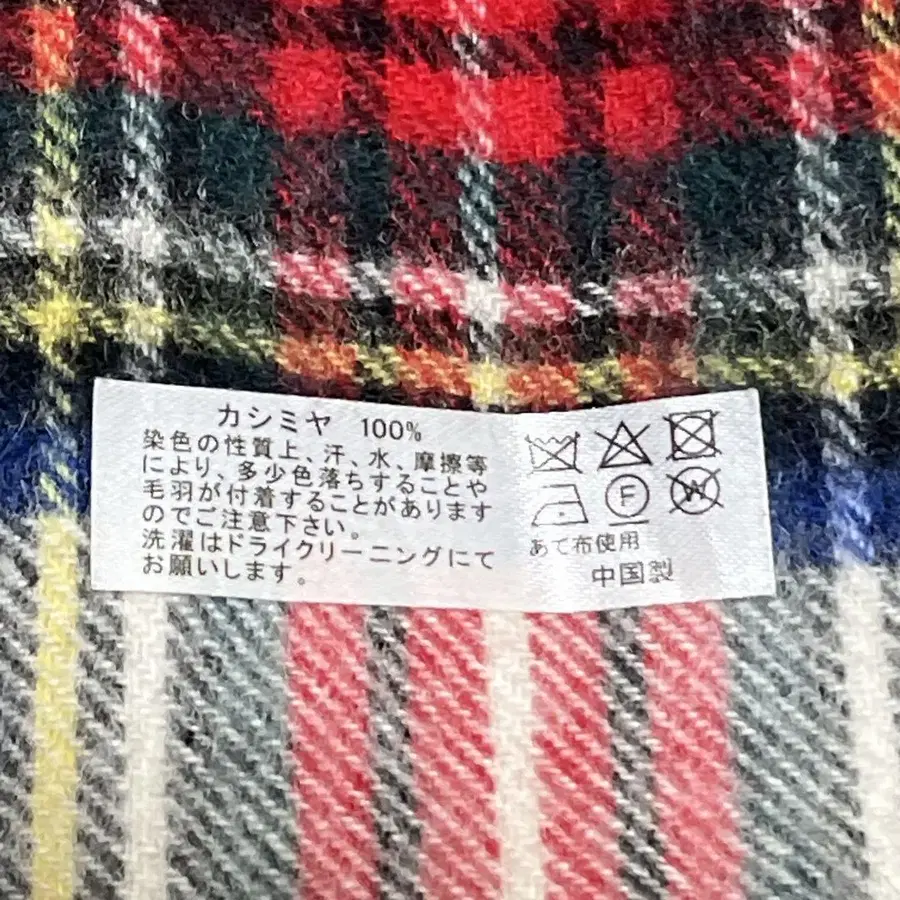 カシミヤ 100%
染色の性質上、汗、水、摩擦等
により、多少色落ちすることや
毛羽が付着することがあります
のでご注意下さい。
洗濯はドライクリーニングにて
お願いします。
F
W
あて布使用
中国製